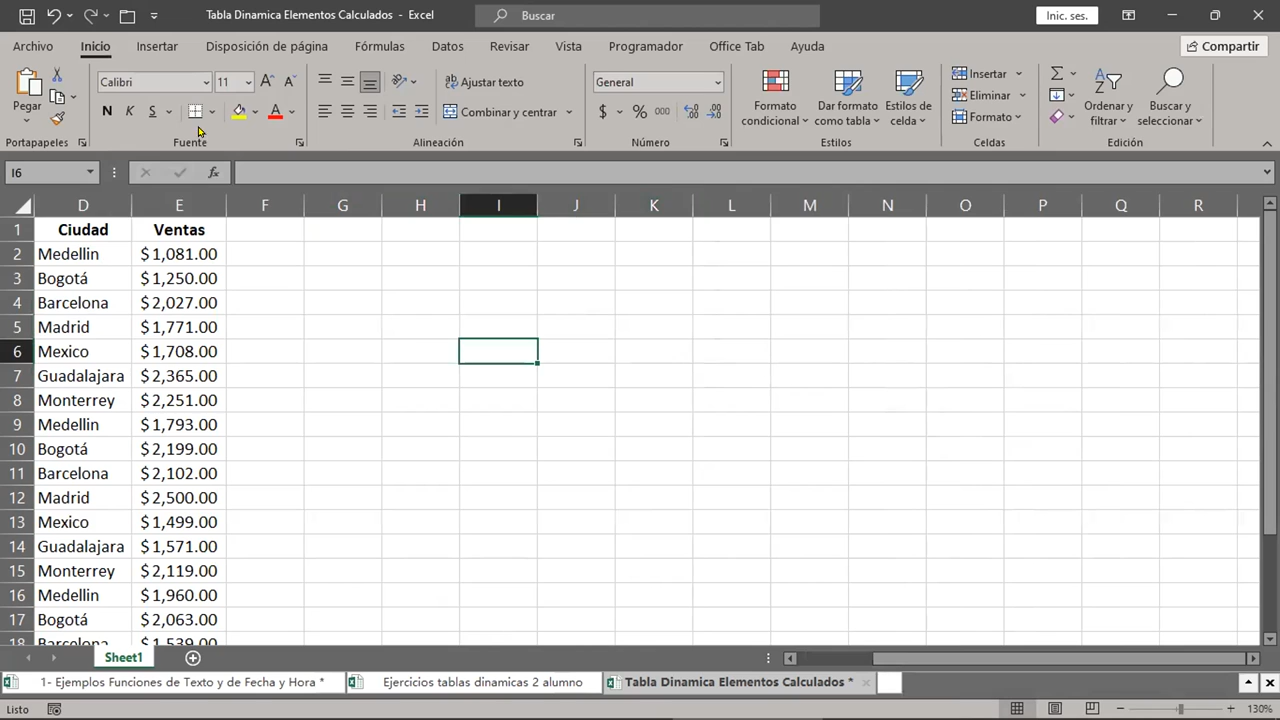 Tabla Dinamica Elementos Calculados - Excel
Buscar
Inic. ses.
Archivo Inicio Insertar Disposición de página Fórmulas Datos Revisar Vista Programador Office Tab Ayuda
Compartir
Pegar
Portapapeles
Calibri 11
N K S
Fuente
Ajustar texto
Combinar y centrar
Alineación
General
$ % 000
Número
Formato condicional
Dar formato como tabla
Estilos de celda
Estilos
Insertar
Eliminar
Formato
Celdas
Ordenar y filtrar
Buscar y seleccionar
Edición
I6
fx
D E F G H I J K L M N O P Q R
1 Ciudad Ventas
2 Medellin $ 1,081.00
3 Bogotá $ 1,250.00
4 Barcelona $ 2,027.00
5 Madrid $ 1,771.00
6 Mexico $ 1,708.00
7 Guadalajara $ 2,365.00
8 Monterrey $ 2,251.00
9 Medellin $ 1,793.00
10 Bogotá $ 2,199.00
11 Barcelona $ 2,102.00
12 Madrid $ 2,500.00
13 Mexico $ 1,499.00
14 Guadalajara $ 1,571.00
15 Monterrey $ 2,119.00
16 Medellin $ 1,960.00
17 Bogotá $ 2,063.00
18 Barcelona $ 1,539.00
Sheet1
1- Ejemplos Funciones de Texto y de Fecha y Hora *
Ejercicios tablas dinamicas 2 alumno
Tabla Dinamica Elementos Calculados *
Listo
130%